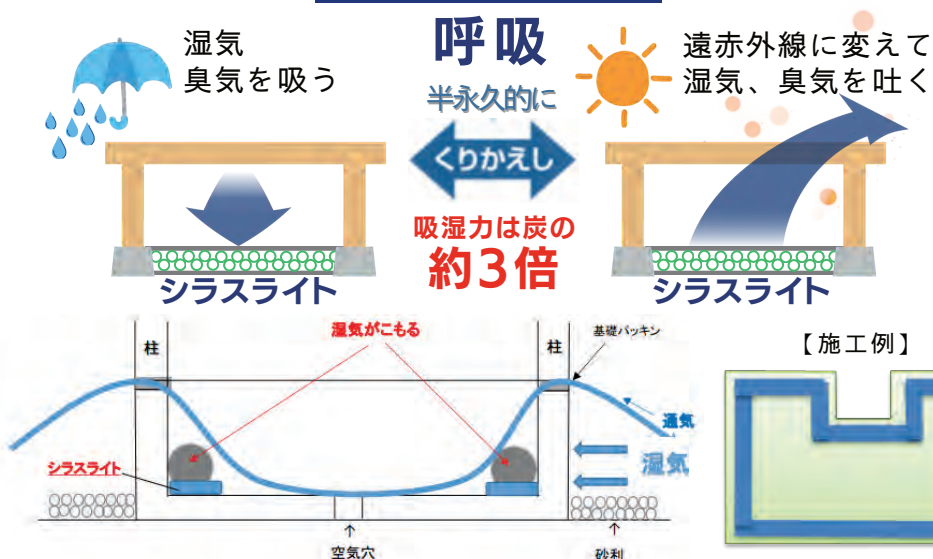 湿気
臭気を吸う
呼吸
半永久的に
くりかえし
吸湿力は炭の
約3倍
遠赤外線に変えて
湿気、臭気を吐く
シラスライト
シラスライト
湿気がこもる
柱
柱
基礎パッキン
通気
湿気
シラスライト
空気穴
砂利
【施工例】